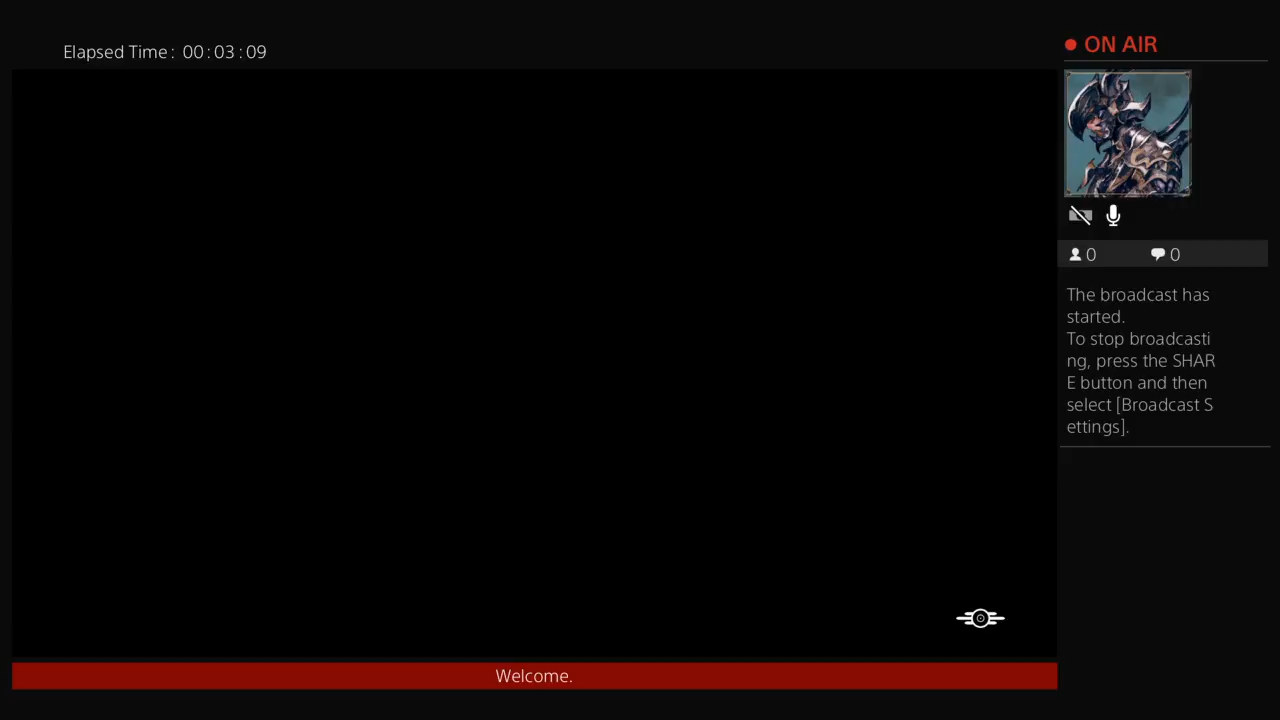 Elapsed Time: 00:03:09
ON AIR
0 0
The broadcast has
started.
To stop broadcasti
ng, press the SHAR
E button and then
select [Broadcast S
ettings].
Welcome.